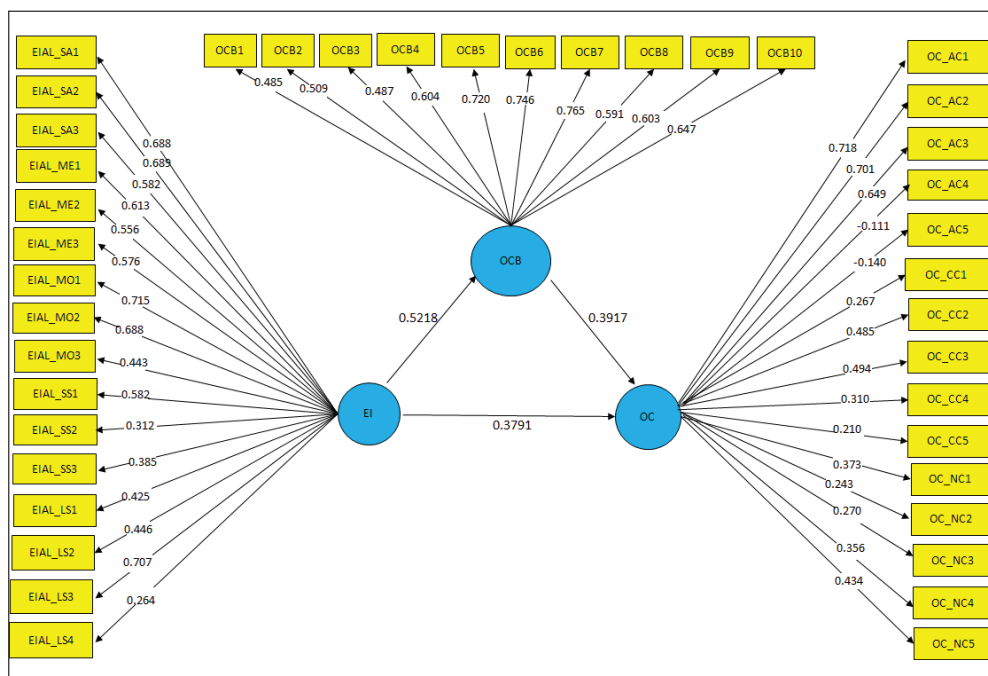 EIAL_SA1
EIAL_SA2
EIAL_SA3
EIAL_ME1
EIAL_ME2
EIAL_ME3
EIAL_MO1
EIAL_MO2
EIAL_MO3
EIAL_SS1
EIAL_SS2
EIAL_SS3
EIAL_LS1
EIAL_LS2
EIAL_LS3
EIAL_LS4
0.688
0.689
0.582
0.613
0.556
0.576
0.715
0.688
0.443
0.582
0.312
0.385
0.425
0.446
0.707
0.264
OCB1 OCB2 OCB3 OCB4 OCB5 OCB6 OCB7 OCB8 OCB9 OCB10
0.485 0.509 0.487 0.604 0.720 0.746 0.765 0.591 0.603 0.647
OCB
0.5218 0.3917
EI OC
0.3791
0.718
0.701
0.649
-0.111
-0.140
0.267
0.485
0.494
0.310
0.210
0.373
0.243
0.270
0.356
0.434
OC_AC1
OC_AC2
OC_AC3
OC_AC4
OC_AC5
OC_CC1
OC_CC2
OC_CC3
OC_CC4
OC_CC5
OC_NC1
OC_NC2
OC_NC3
OC_NC4
OC_NC5